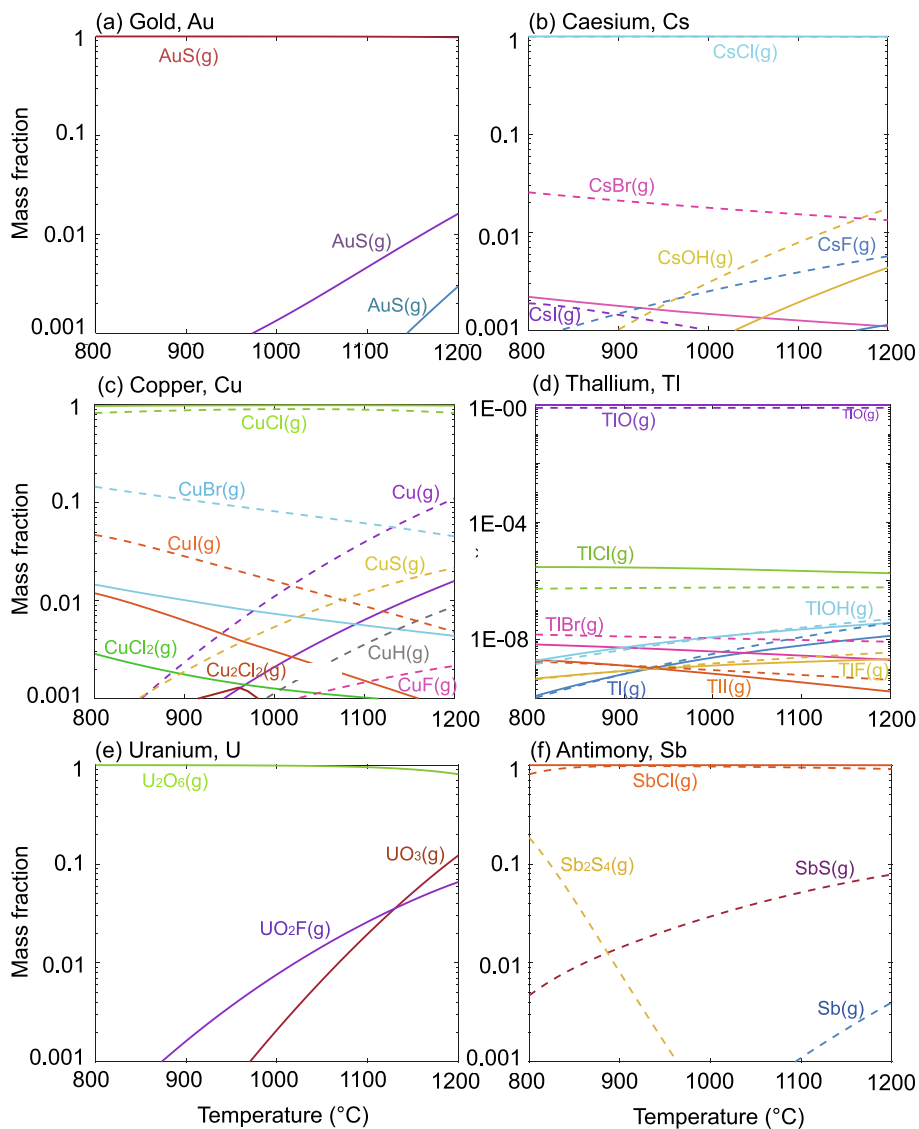 (a) Gold, Au
(b) Caesium, Cs
1
0.1
0.01
0.001
Mass fraction
AuS(g)
AuS(g)
AuS(g)
800
900
1000
1100
1200
1
0.1
0.01
0.001
CsCl(g)
CsBr(g)
CsOH(g)
CsF(g)
CsI(g)
800
900
1000
1100
1200
(c) Copper, Cu
(d) Thallium, Tl
1
0.1
0.01
0.001
Mass fraction
CuCl(g)
CuBr(g)
Cu(g)
CuI(g)
CuS(g)
CuCl2(g)
Cu2Cl2(g)
CuH(g)
CuF(g)
800
900
1000
1100
1200
1E-00
1E-04
1E-08
TlO(g)
TlO(g)
TlCl(g)
TlOH(g)
TlBr(g)
TlF(g)
Tl(g)
TlI(g)
800
900
1000
1100
1200
(e) Uranium, U
(f) Antimony, Sb
1
0.1
0.01
0.001
Mass fraction
U2O6(g)
UO3(g)
UO2F(g)
800
900
1000
1100
1200
Temperature (°C)
1
0.1
0.01
0.001
SbCl(g)
Sb2S4(g)
SbS(g)
Sb(g)
800
900
1000
1100
1200
Temperature (°C)